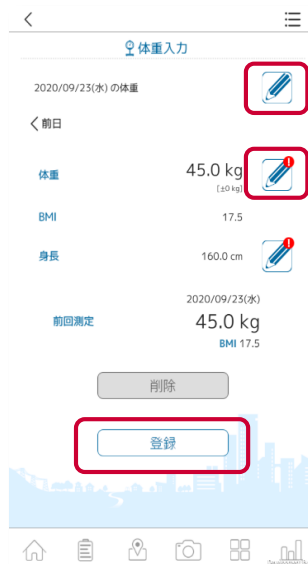 体重入力
2020/09/23(水) の体重
前日
体重
45.0 kg
[±0 kg]
BMI
17.5
身長
160.0 cm
2020/09/23(水)
前回測定
45.0 kg
BMI 17.5
削除
登録